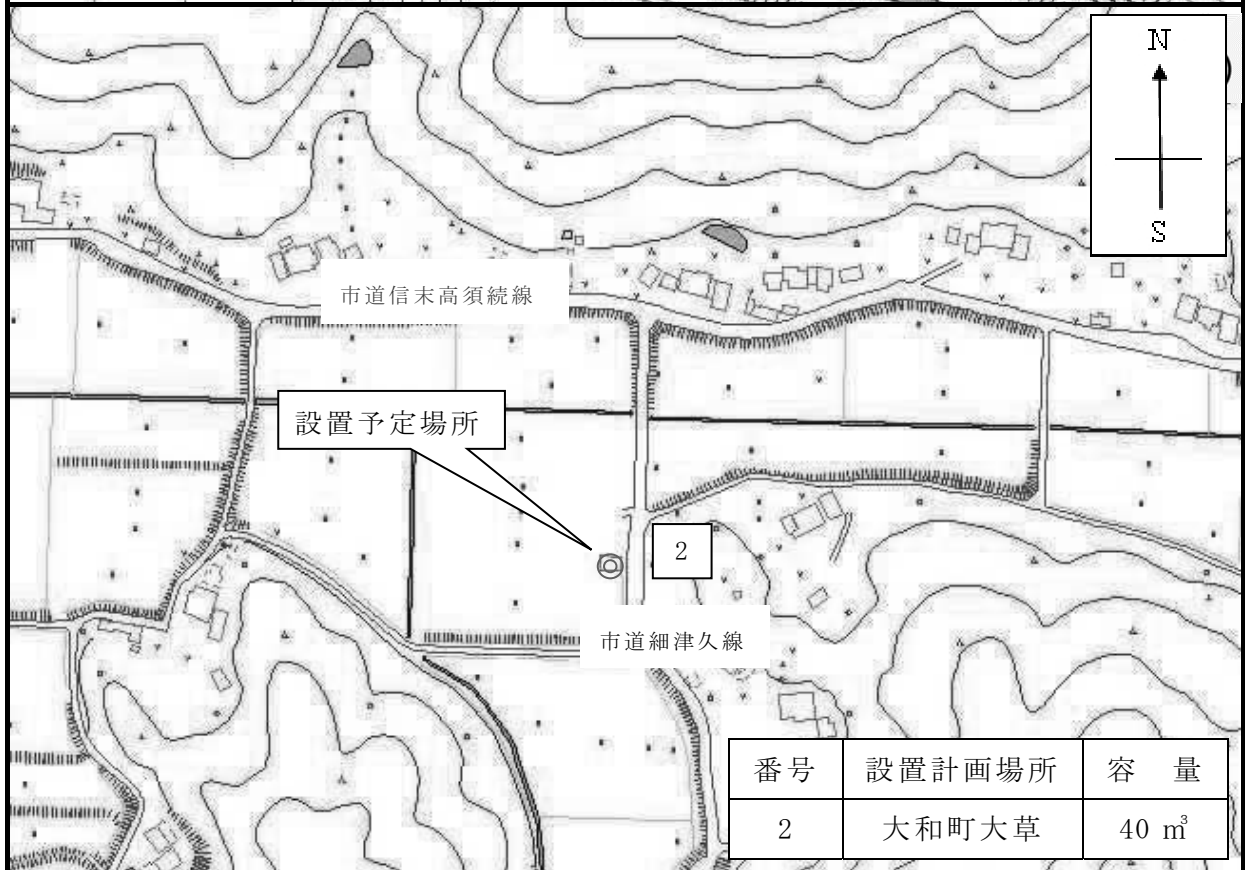 N
S
市道信末高須続線
設置予定場所
2
市道細津久線
番号 設置計画場所 容 量
2 大和町大草 40 ㎥